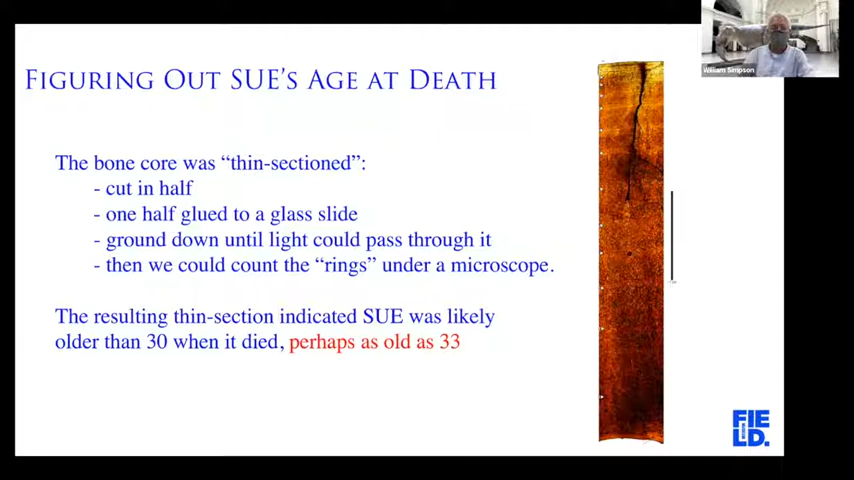 William Simpson
FIGURING OUT SUE'S AGE AT DEATH
The bone core was “thin-sectioned”:
- cut in half
- one half glued to a glass slide
- ground down until light could pass through it
- then we could count the “rings” under a microscope.
The resulting thin-section indicated SUE was likely
older than 30 when it died, perhaps as old as 33
FIE
LD.